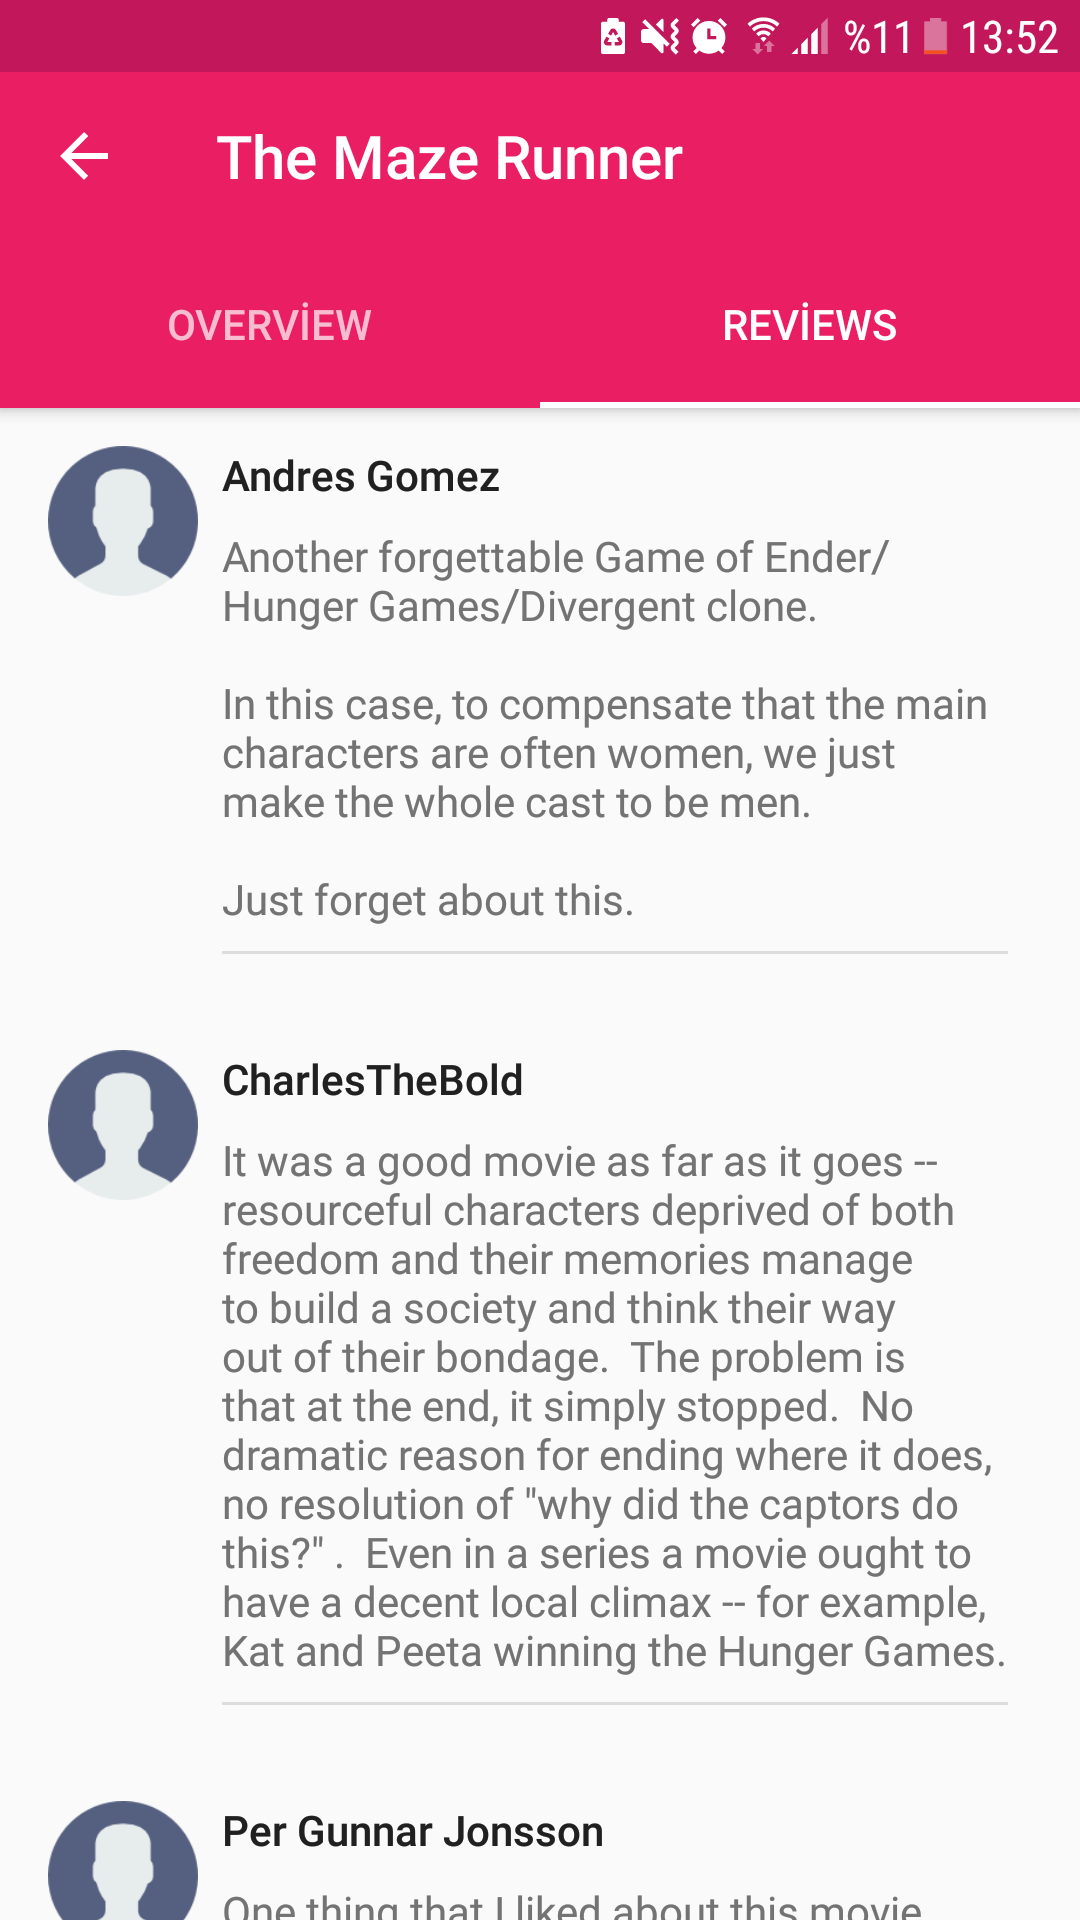 %11 13:52
The Maze Runner
OVERVİEW REVİEWS
Andres Gomez
Another forgettable Game of Ender/
Hunger Games/Divergent clone.
In this case, to compensate that the main
characters are often women, we just
make the whole cast to be men.
Just forget about this.
CharlesTheBold
It was a good movie as far as it goes --
resourceful characters deprived of both
freedom and their memories manage
to build a society and think their way
out of their bondage.  The problem is
that at the end, it simply stopped.  No
dramatic reason for ending where it does,
no resolution of "why did the captors do
this?" .  Even in a series a movie ought to
have a decent local climax -- for example,
Kat and Peeta winning the Hunger Games.
Per Gunnar Jonsson
One thing that I liked about this movie